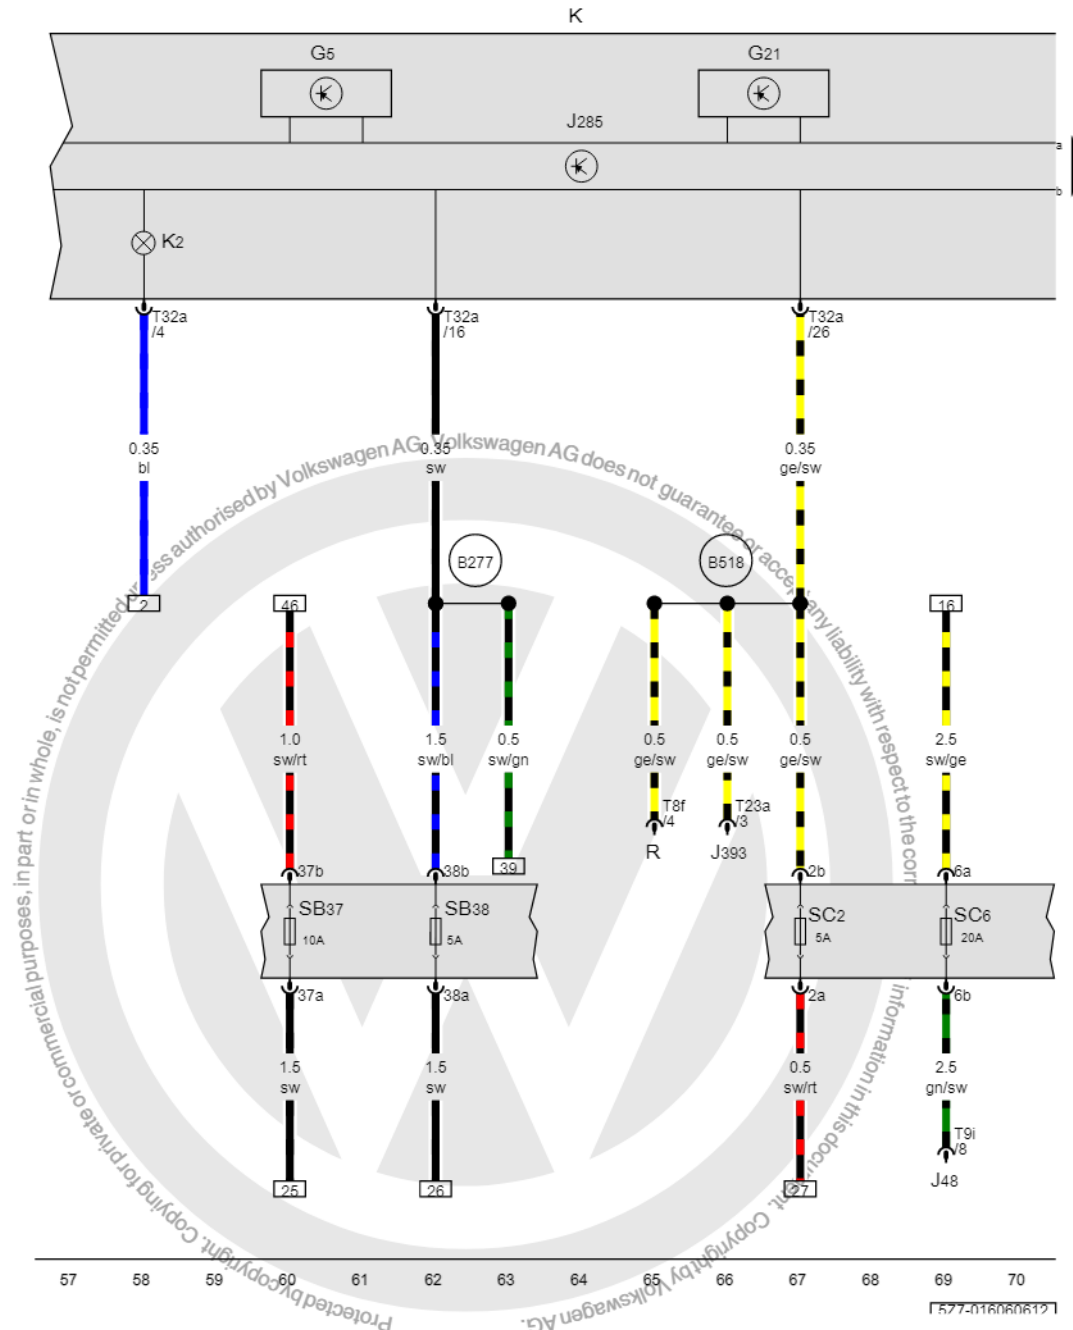 K
G5
G21
J285
a
b
K2
T32a
/4
T32a
/16
T32a
/26
0.35
bl
0.35
sw
0.35
ge/sw
B277
B518
2
46
16
1.0
sw/rt
1.5
sw/bl
0.5
sw/gn
0.5
ge/sw
0.5
ge/sw
0.5
ge/sw
2.5
sw/ge
T8f
/4
T23a
/3
R
J393
37b
38b
39
2b
6a
SB37
10A
SB38
5A
SC2
5A
SC6
20A
37a
38a
2a
6b
1.5
sw
1.5
sw
0.5
sw/rt
2.5
gn/sw
T9i
/8
J48
25
26
27
57 58 59 60 61 62 63 64 65 66 67 68 69 70
577-016060612
Protected by copyright. Copying for private or commercial purposes, in part or in whole, is not permitted unless authorised by Volkswagen AG. Volkswagen AG does not guarantee or accept any liability with respect to the correctness of information in this document. Copyright by Volkswagen AG.